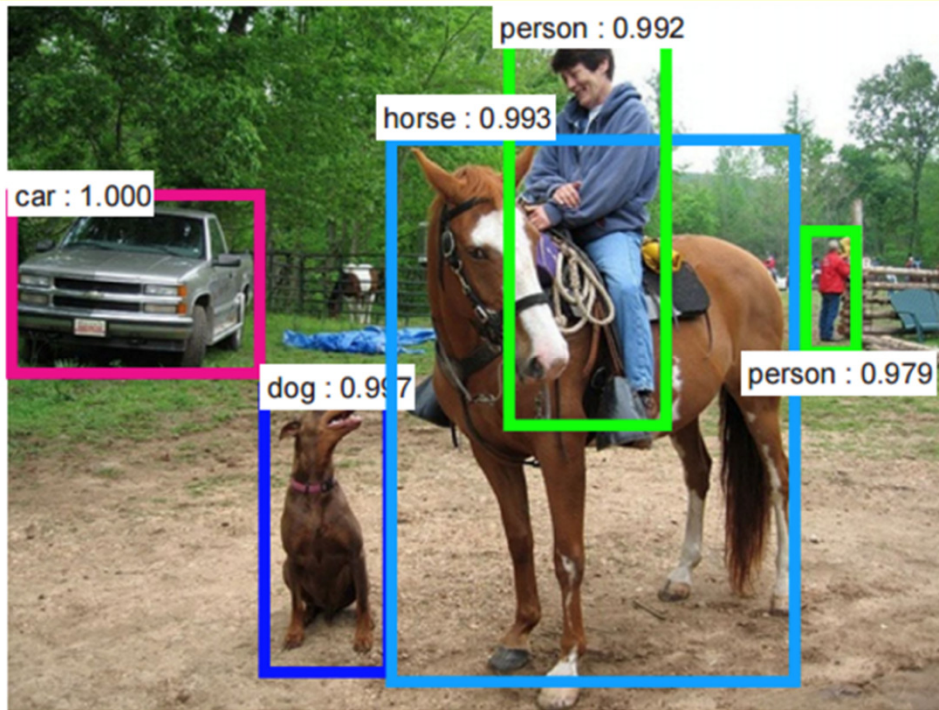 person : 0.992
horse : 0.993
car : 1.000
dog : 0.997
person : 0.979